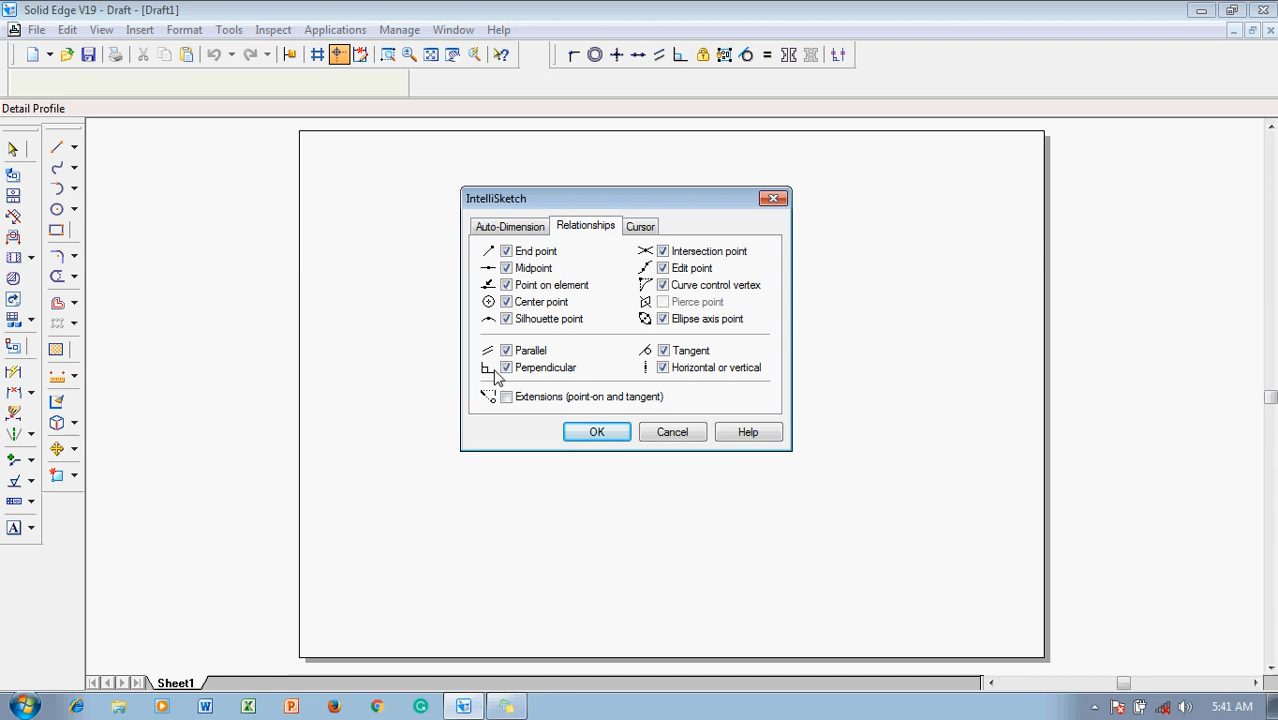 Solid Edge V19 - Draft - [Draft1]
File Edit View Insert Format Tools Inspect Applications Manage Window Help
Detail Profile
IntelliSketch
Auto-Dimension Relationships Cursor
End point Intersection point
Midpoint Edit point
Point on element Curve control vertex
Center point Pierce point
Silhouette point Ellipse axis point
Parallel Tangent
Perpendicular Horizontal or vertical
Extensions (point-on and tangent)
OK Cancel Help
Sheet1
5:41 AM